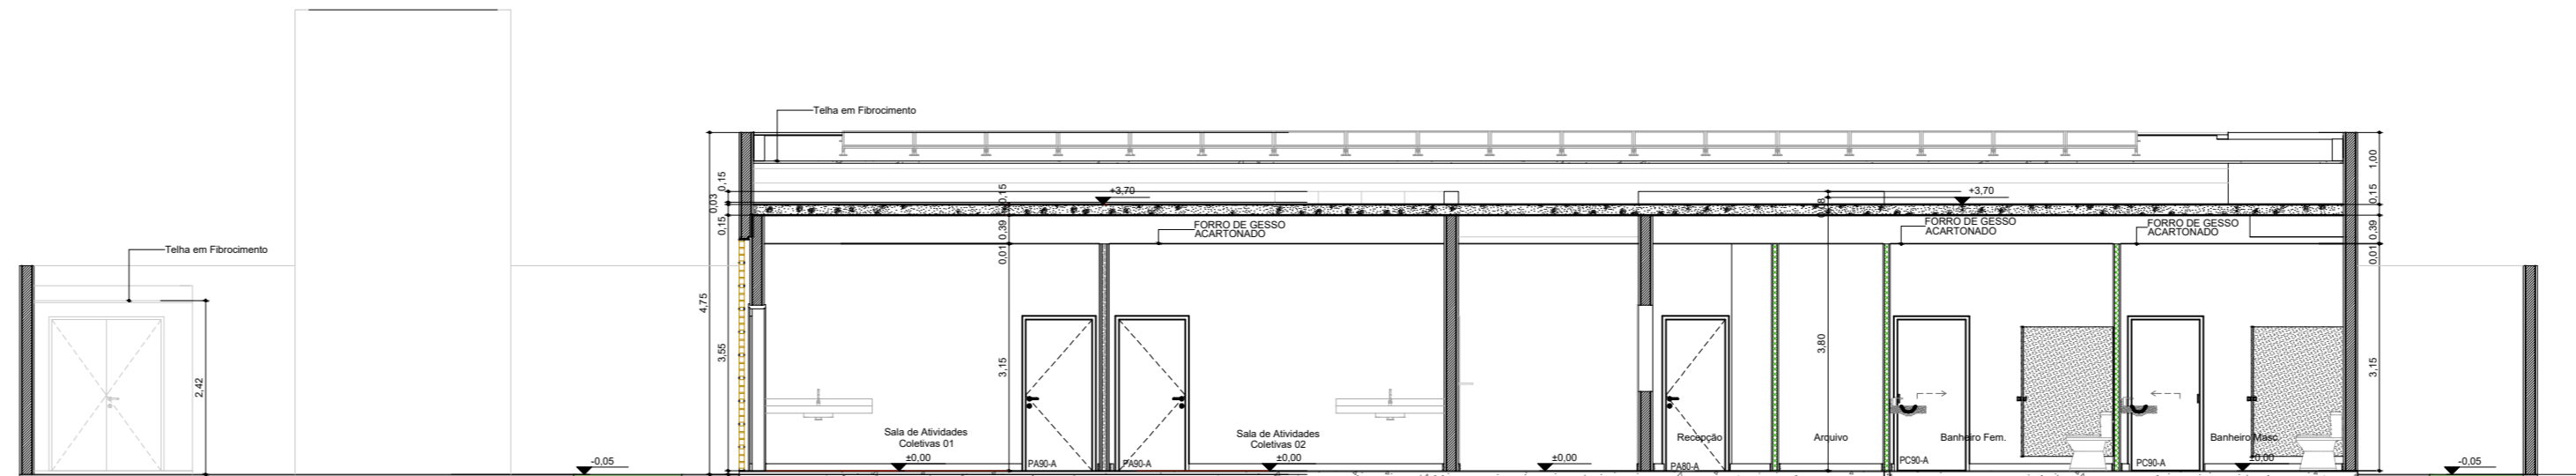 Telha em Fibrocimento
+3,70
+3,70
FORRO DE GESSO
ACARTONADO
FORRO DE GESSO
ACARTONADO
FORRO DE GESSO
ACARTONADO
Telha em Fibrocimento
2,42
4,75
0,15
0,03
0,15
3,55
0,15
0,39
0,01
3,15
3,80
1,00
0,15
0,39
0,01
3,15
Sala de Atividades
Coletivas 01
Sala de Atividades
Coletivas 02
Recepção
Arquivo
Banheiro Fem.
Banheiro Masc.
-0,05
±0,00
PA90-A
PA90-A
±0,00
±0,00
PA80-A
PC90-A
PC90-A
±0,00
-0,05